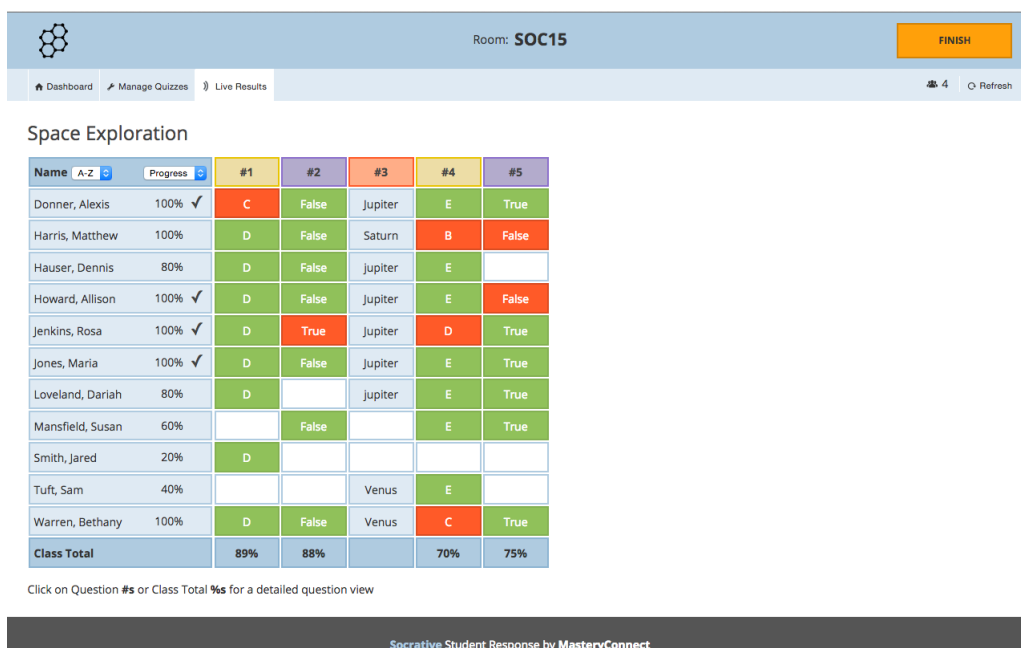 Room: SOC15
FINISH
Dashboard Manage Quizzes Live Results 4 Refresh
Space Exploration
Name A-Z Progress #1 #2 #3 #4 #5
Donner, Alexis 100% ✓ C False Jupiter E True
Harris, Matthew 100% D False Saturn B False
Hauser, Dennis 80% D False jupiter E
Howard, Allison 100% ✓ D False Jupiter E False
Jenkins, Rosa 100% ✓ D True Jupiter D True
Jones, Maria 100% ✓ D False Jupiter E True
Loveland, Dariah 80% D jupiter E True
Mansfield, Susan 60% False E True
Smith, Jared 20% D
Tuft, Sam 40% Venus E
Warren, Bethany 100% D False Venus C True
Class Total 89% 88% 70% 75%
Click on Question #s or Class Total %s for a detailed question view
Socrative Student Response by MasteryConnect